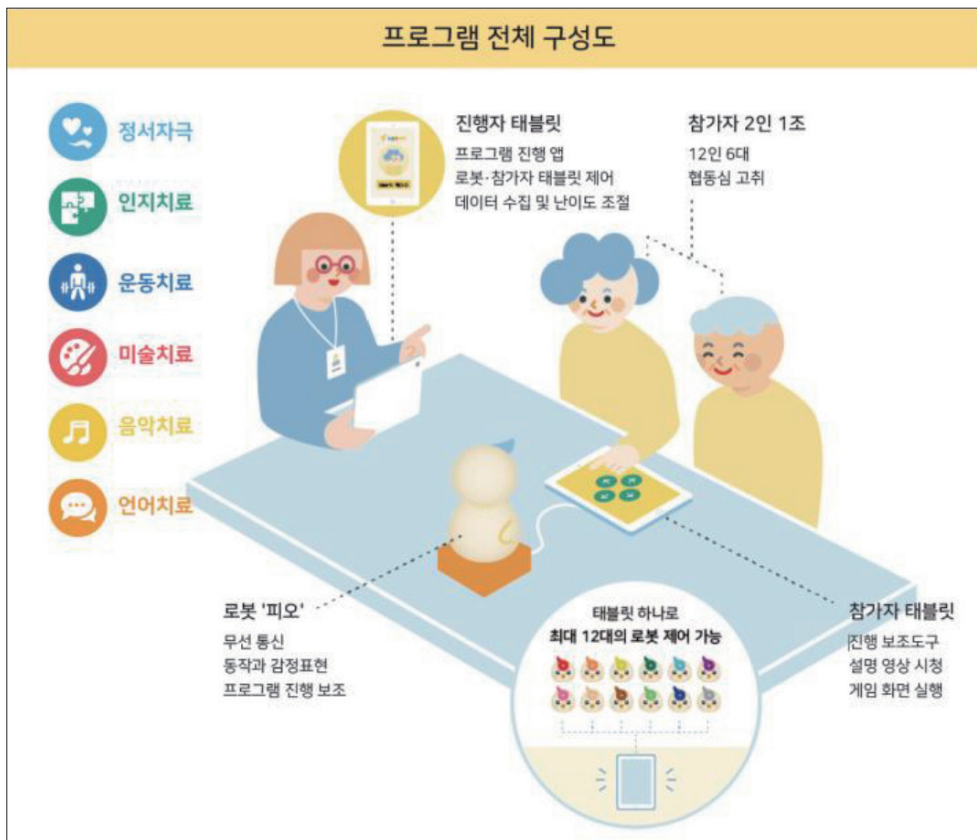 프로그램 전체 구성도
정서자극
인지치료
운동치료
미술치료
음악치료
언어치료
진행자 태블릿
프로그램 진행 앱
로봇·참가자 태블릿 제어
데이터 수집 및 난이도 조절
참가자 2인 1조
12인 6대
협동심 고취
로봇 '피오'
무선 통신
동작과 감정표현
프로그램 진행 보조
태블릿 하나로
최대 12대의 로봇 제어 가능
참가자 태블릿
진행 보조도구
설명 영상 시청
게임 화면 실행